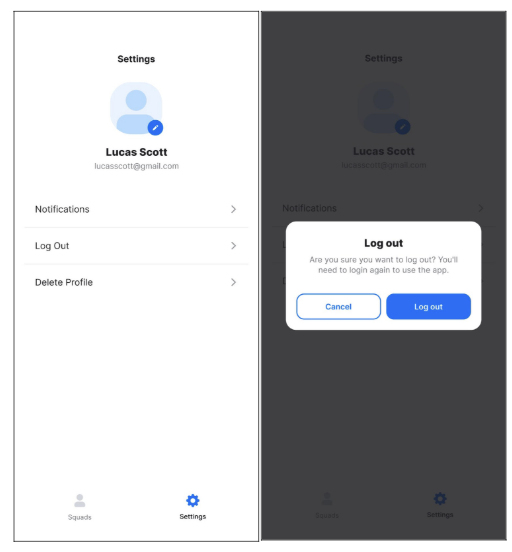 Settings
Lucas Scott
lucasscott@gmail.com
Notifications
Log Out
Delete Profile
Squads
Settings
Settings
Lucas Scott
lucasscott@gmail.com
Notifications
Log out
Are you sure you want to log out? You'll
need to login again to use the app.
Cancel
Log out
Squads
Settings